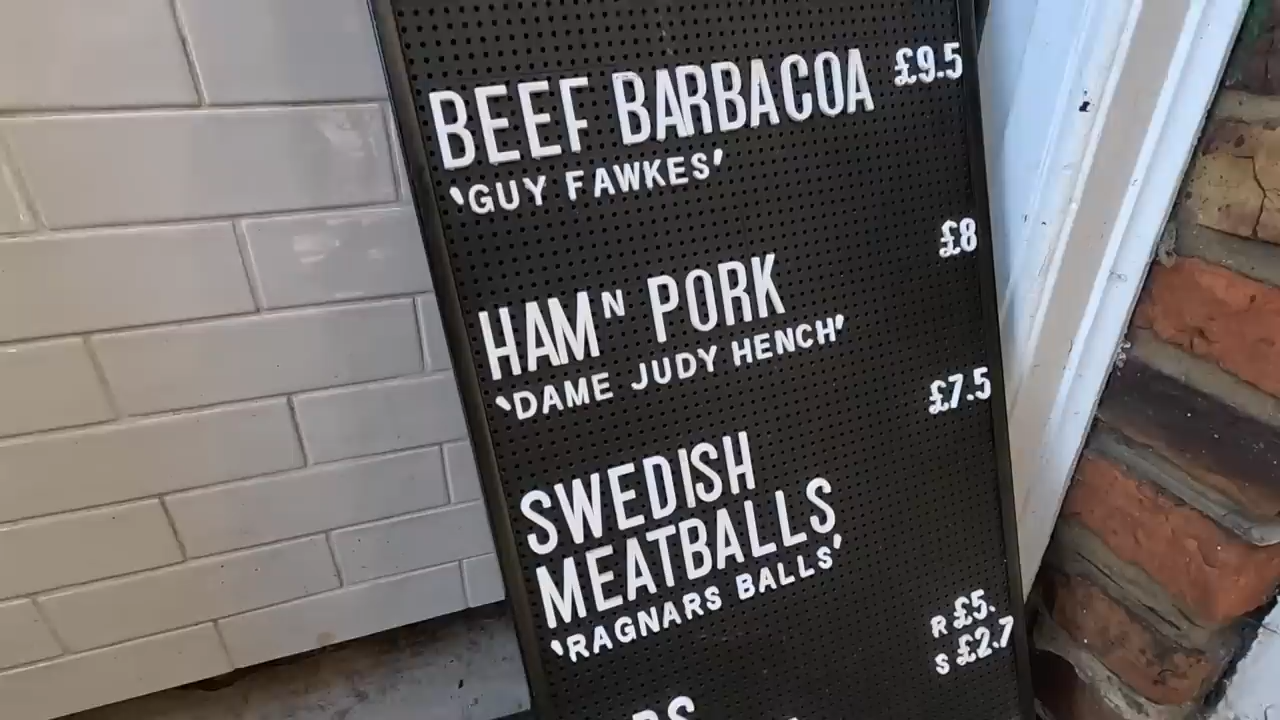 BEEF BARBACOA £9.5
'GUY FAWKES'
£8
HAM N PORK
'DAME JUDY HENCH'
£7.5
SWEDISH
MEATBALLS
'RAGNARS BALLS'
R £5.
S £2.7